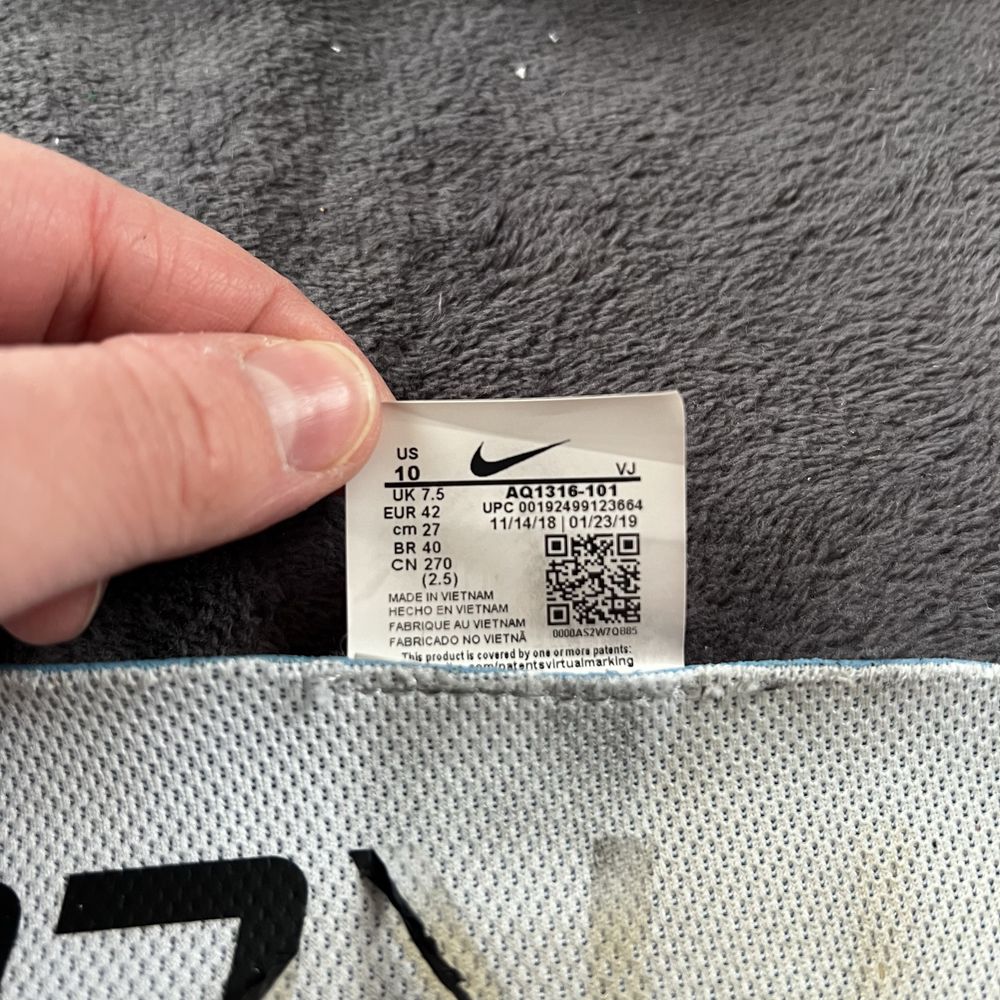 US
10
VJ
UK 7.5
EUR 42
cm 27
BR 40
CN 270
(2.5)
AQ1316-101
UPC 00192499123664
11/14/18 | 01/23/19
MADE IN VIETNAM
HECHO EN VIETNAM
FABRIQUE AU VIETNAM
FABRICADO NO VIETNÃ
0000AS2W7QB85
This product is covered by one or more patents:
.com/patentsvirtualmarking